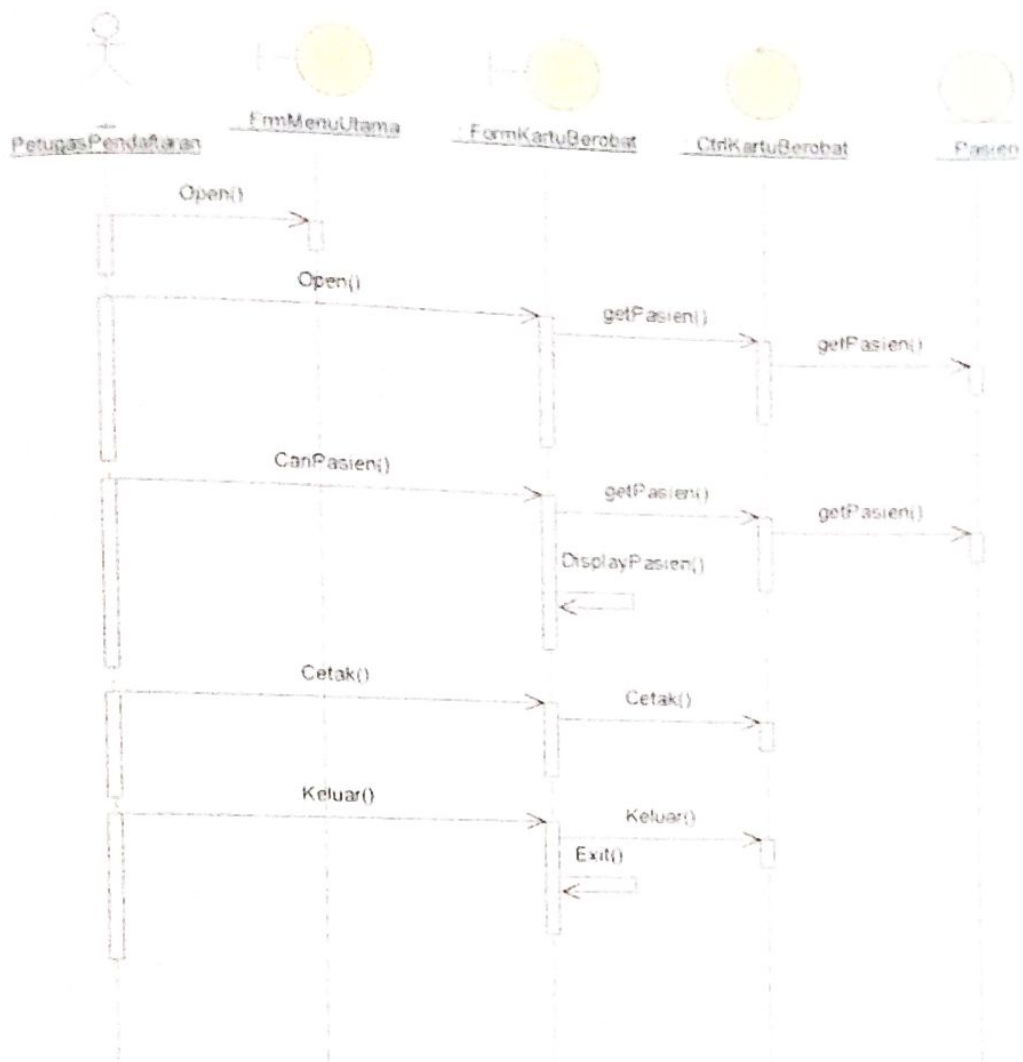 PetugasPendaftaran
: FrmMenuUtama
: FormKartuBerobat
: CtrlKartuBerobat
: Pasien
Open()
Open()
getPasien()
getPasien()
CariPasien()
getPasien()
getPasien()
DisplayPasien()
Cetak()
Cetak()
Keluar()
Keluar()
Exit()